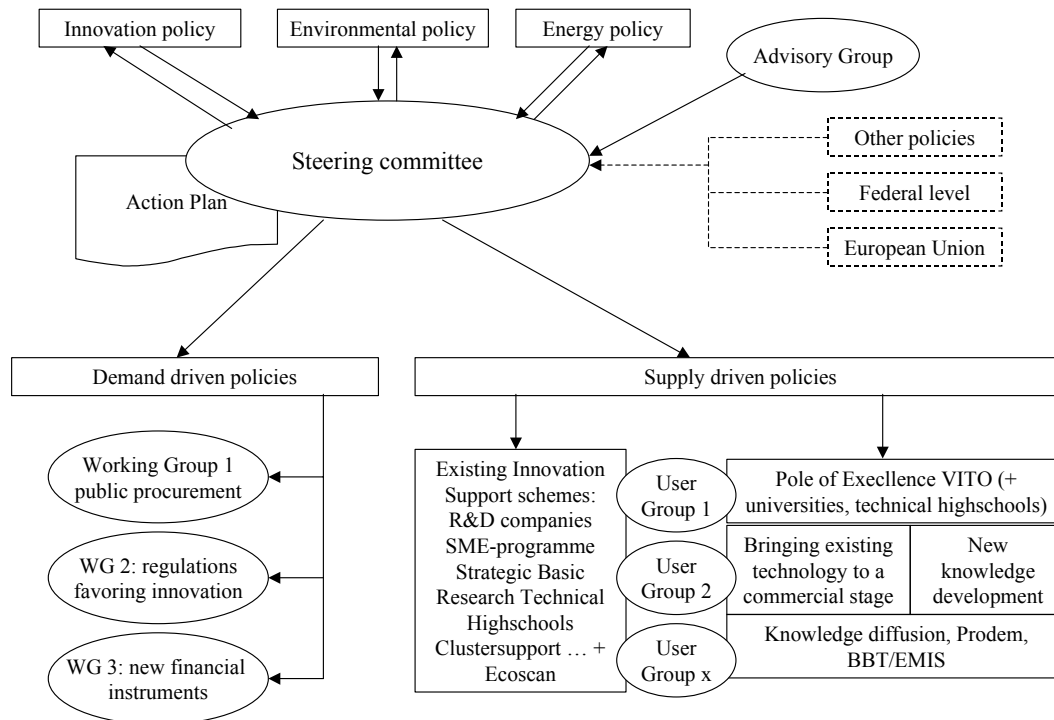 Innovation policy
Environmental policy
Energy policy
Advisory Group
Steering committee
Action Plan
Other policies
Federal level
European Union
Demand driven policies
Supply driven policies
Working Group 1
public procurement
WG 2: regulations
favoring innovation
WG 3: new financial
instruments
Existing Innovation
Support schemes:
R&D companies
SME-programme
Strategic Basic
Research Technical
Highschools
Clustersupport … +
Ecoscan
User
Group 1
User
Group 2
User
Group x
Pole of Execllence VITO (+
universities, technical highschools)
Bringing existing
technology to a
commercial stage
New
knowledge
development
Knowledge diffusion, Prodem,
BBT/EMIS